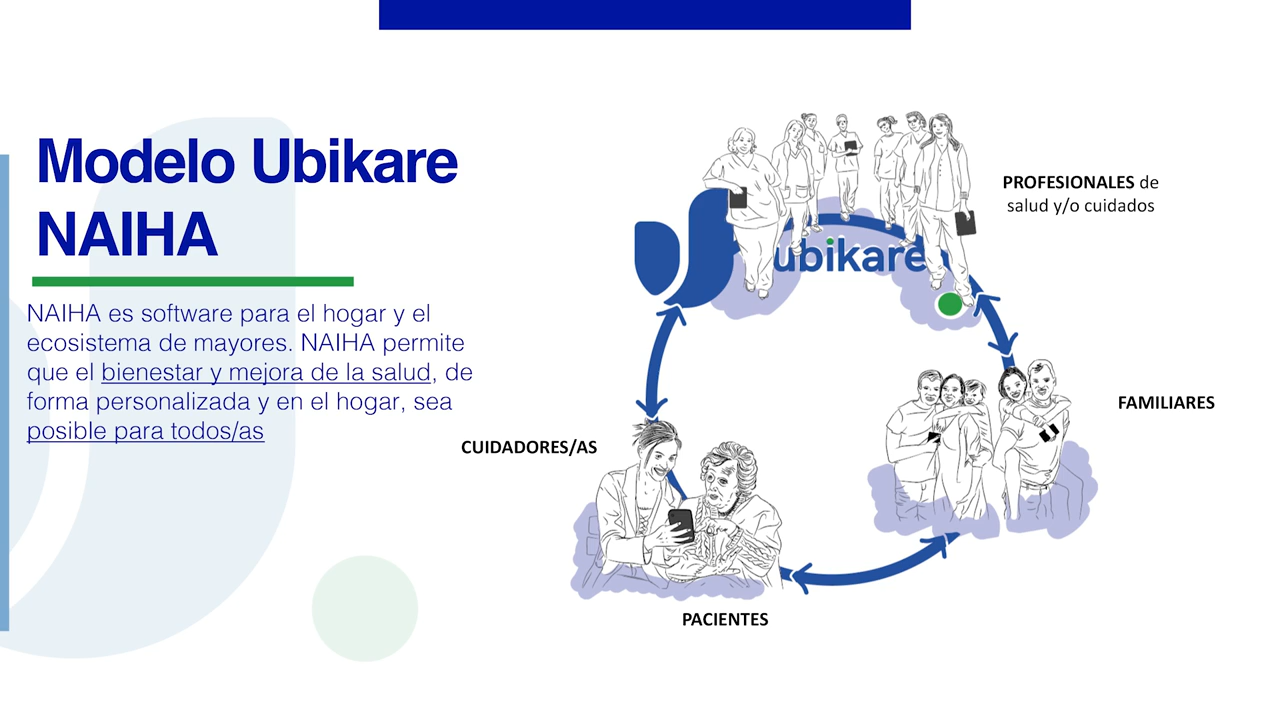 Modelo Ubikare
NAIHA
NAIHA es software para el hogar y el
ecosistema de mayores. NAIHA permite
que el bienestar y mejora de la salud, de
forma personalizada y en el hogar, sea
posible para todos/as
PROFESIONALES de
salud y/o cuidados
ubikare
FAMILIARES
CUIDADORES/AS
PACIENTES